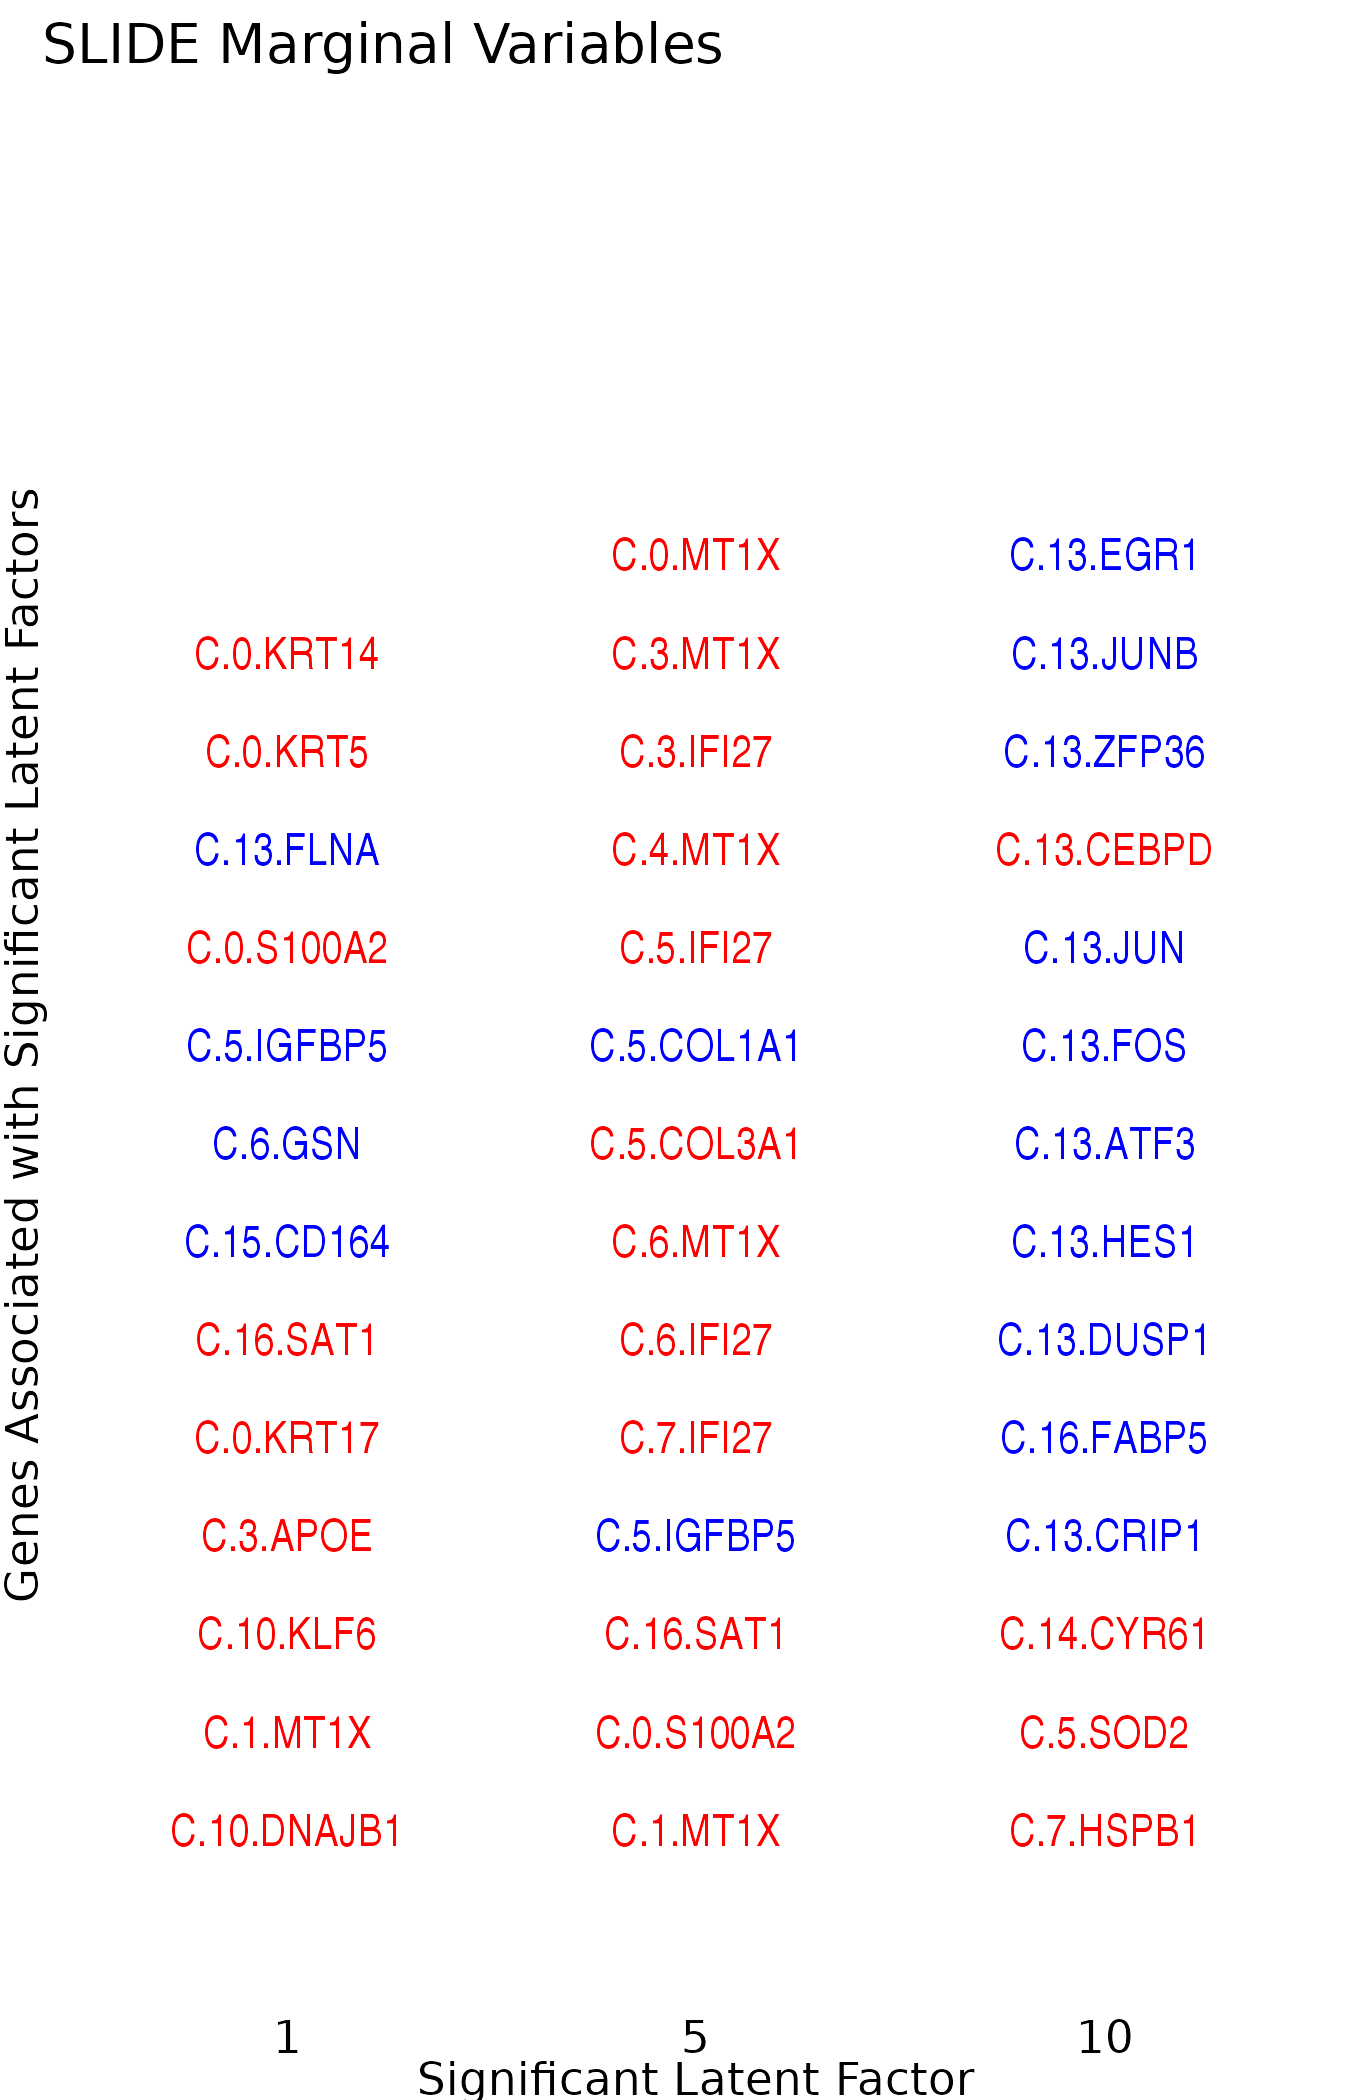 SLIDE Marginal Variables
Genes Associated with Significant Latent Factors
C.0.MT1X C.13.EGR1
C.0.KRT14 C.3.MT1X C.13.JUNB
C.0.KRT5 C.3.IFI27 C.13.ZFP36
C.13.FLNA C.4.MT1X C.13.CEBPD
C.0.S100A2 C.5.IFI27 C.13.JUN
C.5.IGFBP5 C.5.COL1A1 C.13.FOS
C.6.GSN C.5.COL3A1 C.13.ATF3
C.15.CD164 C.6.MT1X C.13.HES1
C.16.SAT1 C.6.IFI27 C.13.DUSP1
C.0.KRT17 C.7.IFI27 C.16.FABP5
C.3.APOE C.5.IGFBP5 C.13.CRIP1
C.10.KLF6 C.16.SAT1 C.14.CYR61
C.1.MT1X C.0.S100A2 C.5.SOD2
C.10.DNAJB1 C.1.MT1X C.7.HSPB1
1 5 10
Significant Latent Factor